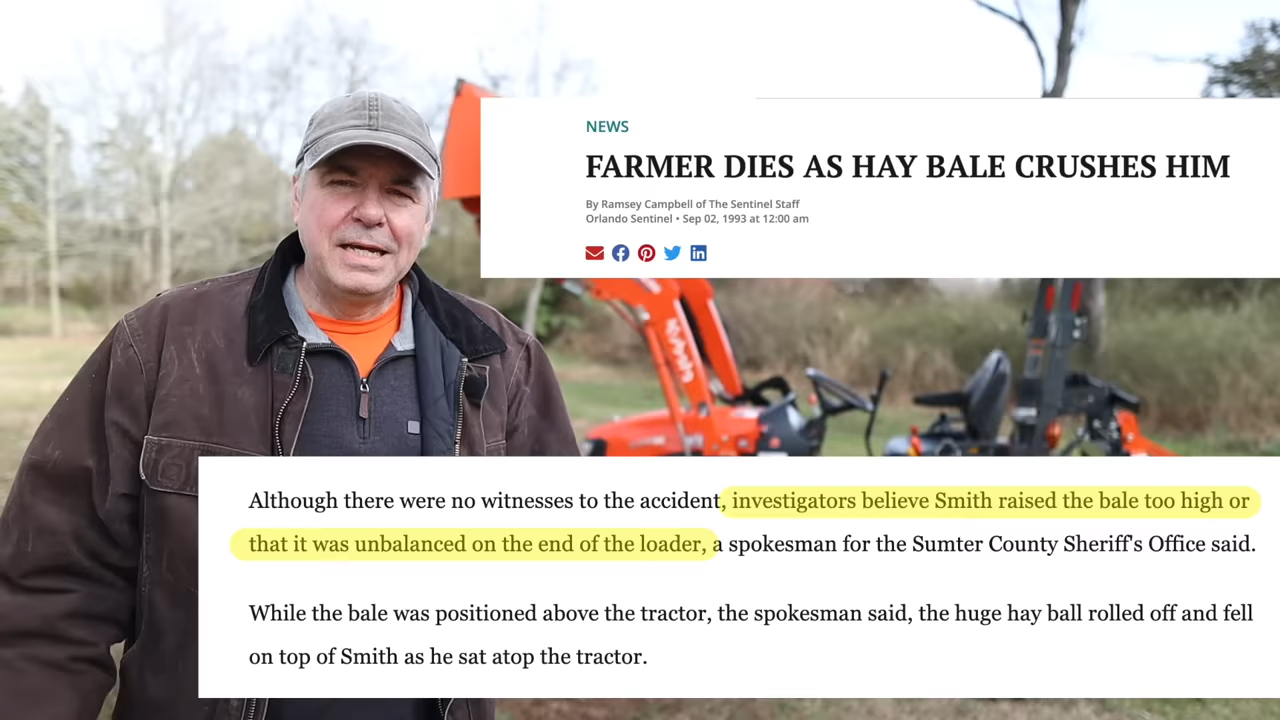 NEWS
FARMER DIES AS HAY BALE CRUSHES HIM
By Ramsey Campbell of The Sentinel Staff
Orlando Sentinel • Sep 02, 1993 at 12:00 am
Kubota
Although there were no witnesses to the accident, investigators believe Smith raised the bale too high or
that it was unbalanced on the end of the loader, a spokesman for the Sumter County Sheriff's Office said.
While the bale was positioned above the tractor, the spokesman said, the huge hay ball rolled off and fell
on top of Smith as he sat atop the tractor.